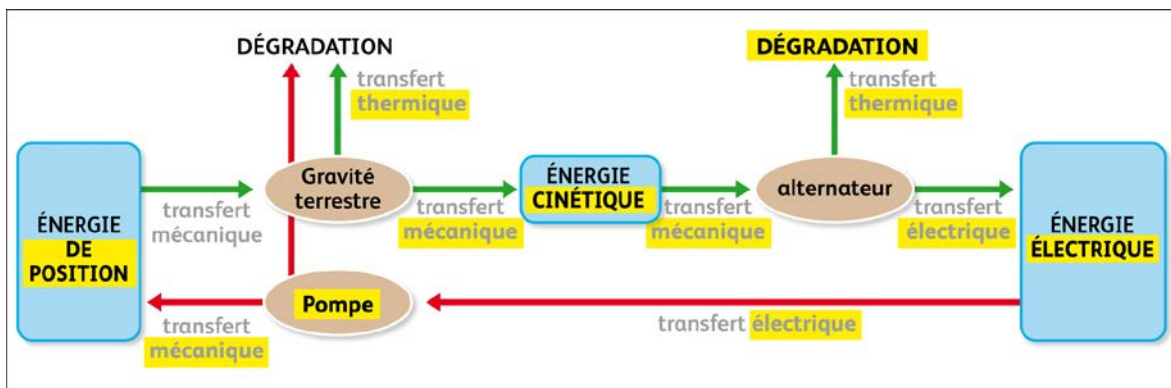 DÉGRADATION
DÉGRADATION
transfert
thermique
transfert
thermique
ÉNERGIE
DE
POSITION
transfert
mécanique
Gravité
terrestre
transfert
mécanique
ÉNERGIE
CINÉTIQUE
transfert
mécanique
alternateur
transfert
électrique
ÉNERGIE
ÉLECTRIQUE
transfert
mécanique
Pompe
transfert électrique